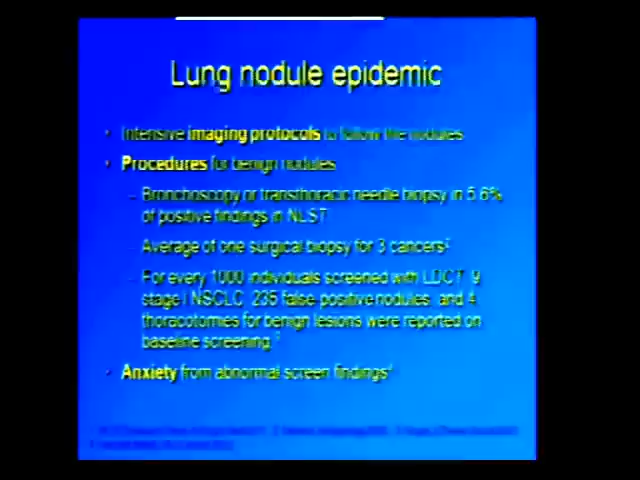 Lung nodule epidemic
• Intensive imaging protocols to follow the nodules
• Procedures for benign nodules
– Bronchoscopy or transthoracic needle biopsy in 5.6%
of positive findings in NLST
– Average of one surgical biopsy for 3 cancers
– For every 1000 individuals screened with LDCT, 9
stage I NSCLC, 235 false-positive nodules, and 4
thoracotomies for benign lesions were reported on
baseline screening.
• Anxiety from abnormal screen findings